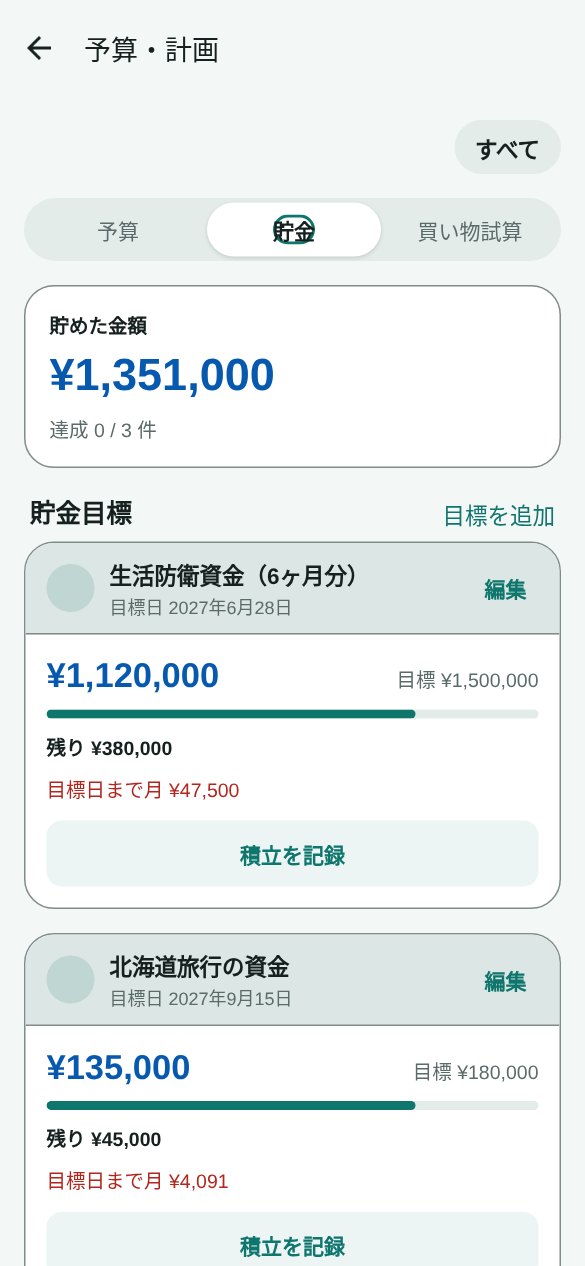 予算・計画
すべて
予算
貯金
買い物試算
貯めた金額
¥1,351,000
達成 0 / 3 件
貯金目標
目標を追加
生活防衛資金（6ヶ月分）
目標日 2027年6月28日
編集
¥1,120,000
目標 ¥1,500,000
残り ¥380,000
目標日まで月 ¥47,500
積立を記録
北海道旅行の資金
目標日 2027年9月15日
編集
¥135,000
目標 ¥180,000
残り ¥45,000
目標日まで月 ¥4,091
積立を記録